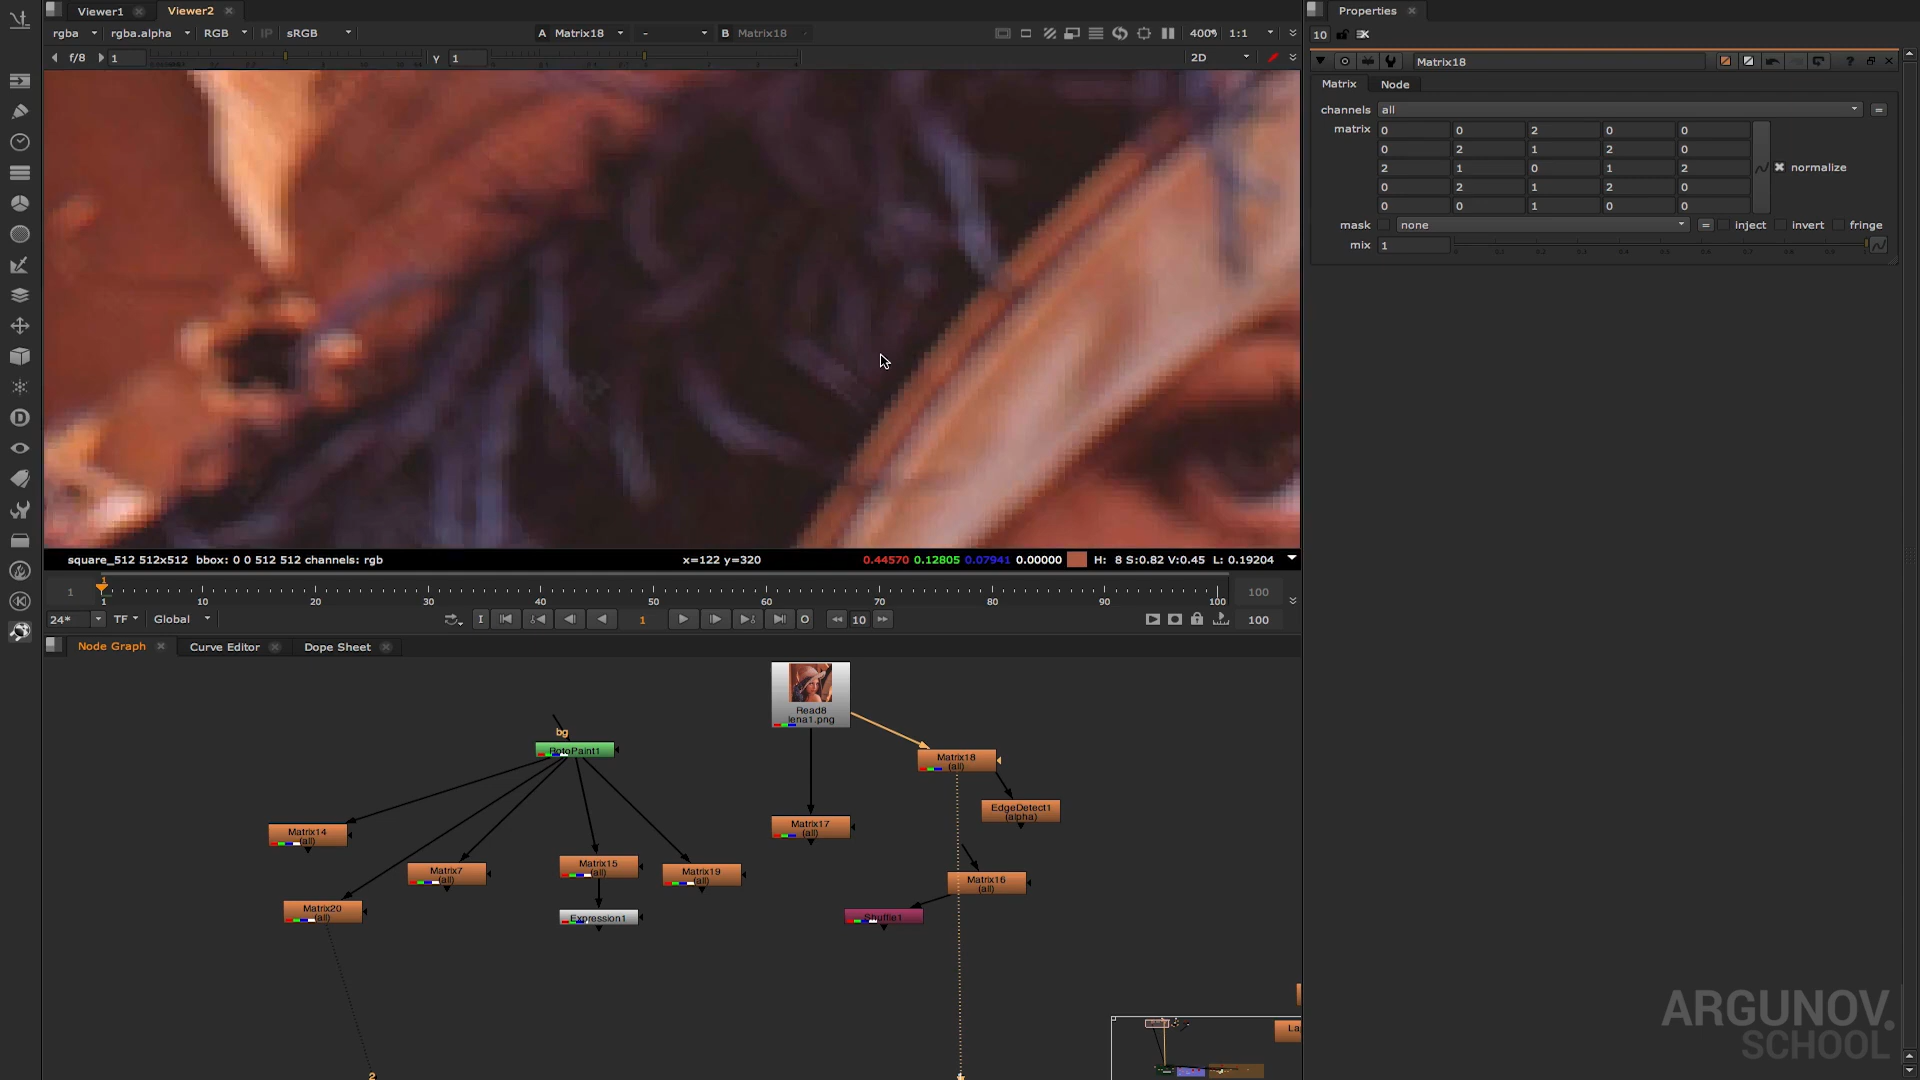 Viewer1 Viewer2 Properties
rgba rgba.alpha RGB IP sRGB A Matrix18 - B Matrix18 400% 1:1 10
f/8 1 y 1 2D Matrix18
Matrix Node
channels all
matrix 0 0 2 0 0
0 2 1 2 0
2 1 0 1 2 normalize
0 2 1 2 0
0 0 1 0 0
mask none inject invert fringe
mix 1
square_512 512x512 bbox: 0 0 512 512 channels: rgb x=122 y=320 0.44570 0.12805 0.07941 0.00000 H: 8 S:0.82 V:0.45 L: 0.19204
1
1 100
1 10 20 30 40 50 60 70 80 90 100
24* TF Global I 1 O 10 100
Node Graph Curve Editor Dope Sheet
Read8
lena1.png
bg
RotoPaint1
Matrix18
(all)
EdgeDetect1
(alpha)
Matrix14
(all)
Matrix17
(all)
Matrix7
(all)
Matrix15
(all)
Matrix19
(all)
Matrix16
(all)
Matrix20
(all)
Expression1
Shuffle1
La
2
ARGUNOV.
SCHOOL